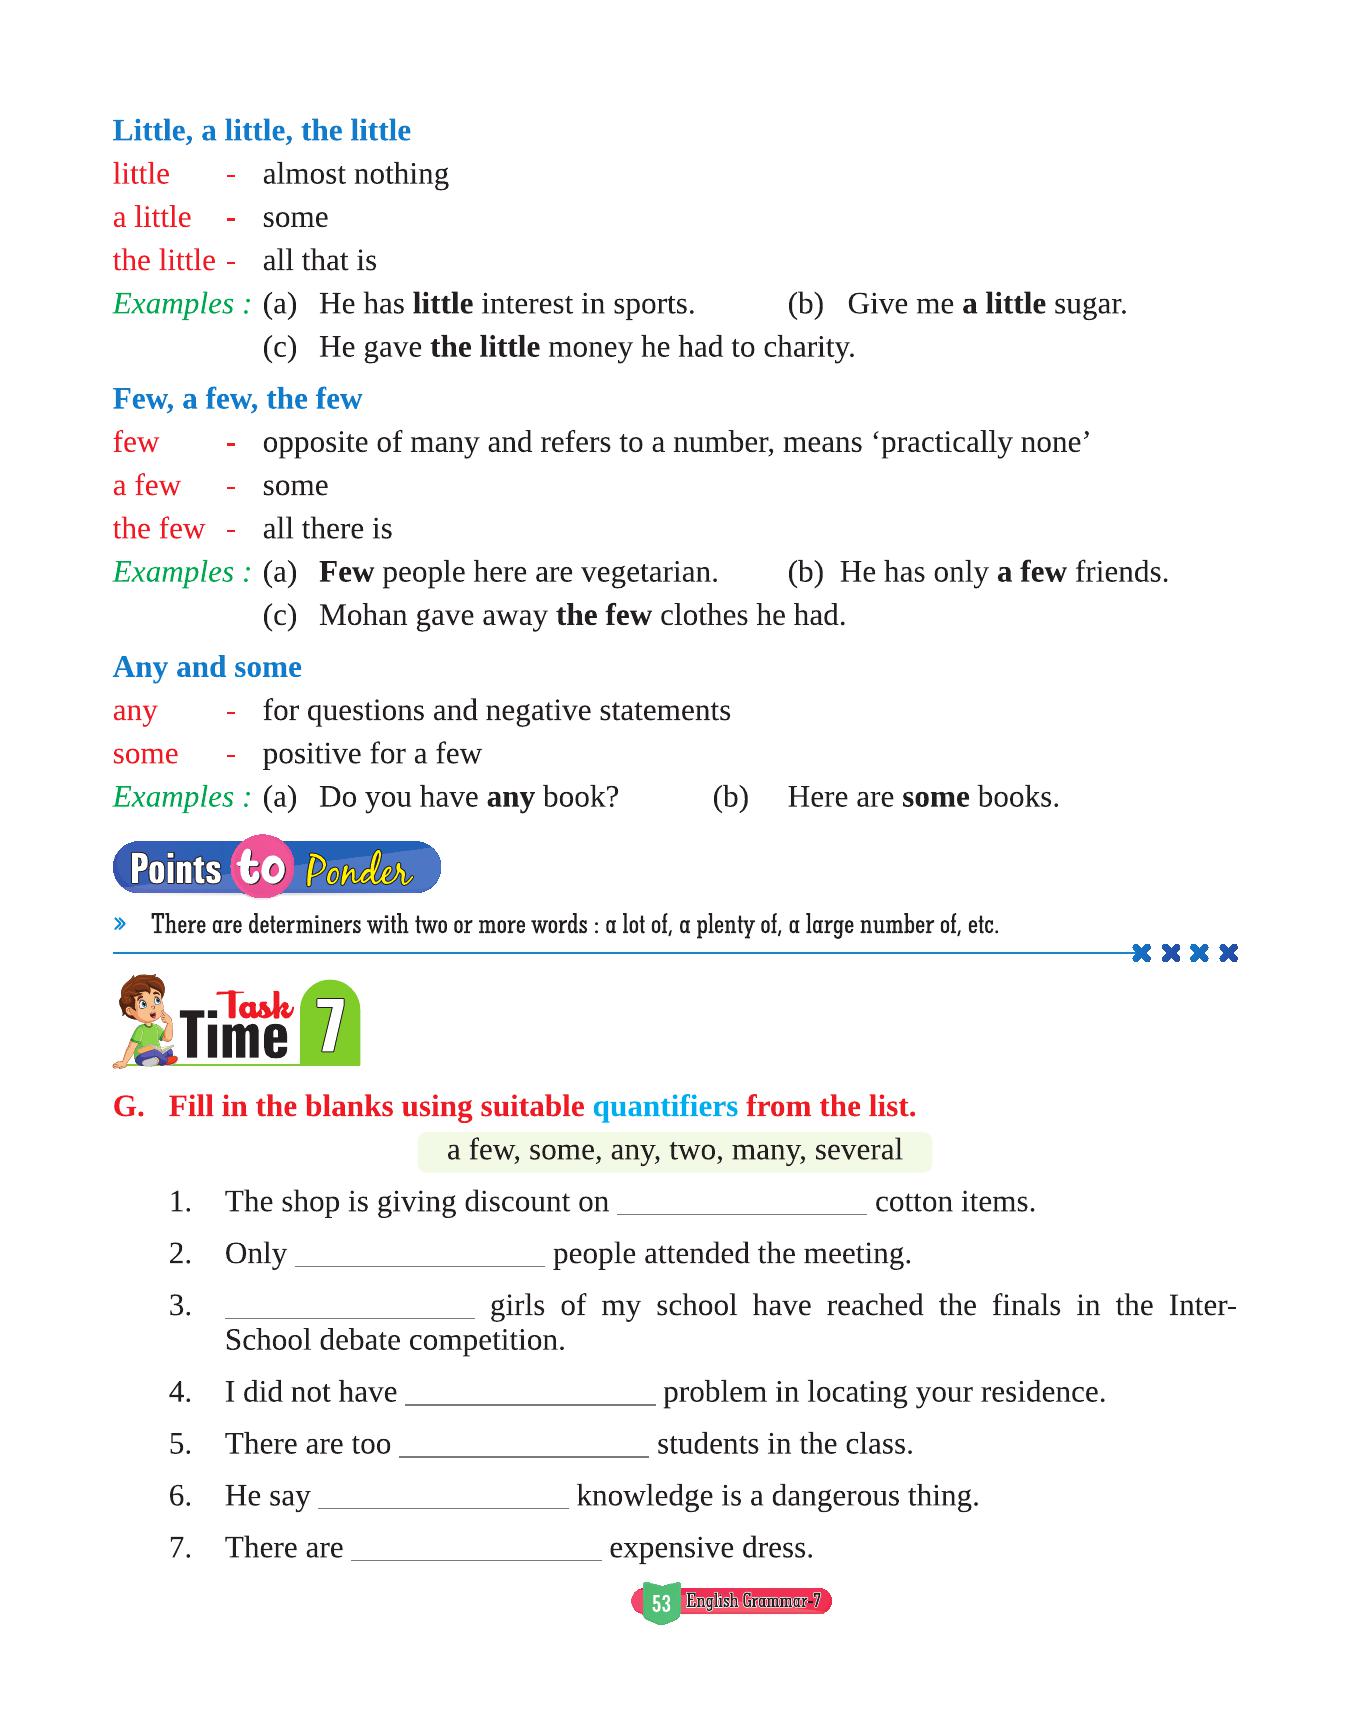 Little, a little, the little
little - almost nothing
a little - some
the little - all that is
Examples : (a) He has little interest in sports. (b) Give me a little sugar.
(c) He gave the little money he had to charity.
Few, a few, the few
few - opposite of many and refers to a number, means ‘practically none’
a few - some
the few - all there is
Examples : (a) Few people here are vegetarian. (b) He has only a few friends.
(c) Mohan gave away the few clothes he had.
Any and some
any - for questions and negative statements
some - positive for a few
Examples : (a) Do you have any book? (b) Here are some books.
Points to Ponder
» There are determiners with two or more words : a lot of, a plenty of, a large number of, etc.
Task
Time 7
G. Fill in the blanks using suitable quantifiers from the list.
a few, some, any, two, many, several
1. The shop is giving discount on ________________ cotton items.
2. Only ________________ people attended the meeting.
3. ________________ girls of my school have reached the finals in the Inter-
School debate competition.
4. I did not have ________________ problem in locating your residence.
5. There are too ________________ students in the class.
6. He say ________________ knowledge is a dangerous thing.
7. There are ________________ expensive dress.
53 English Grammar-7